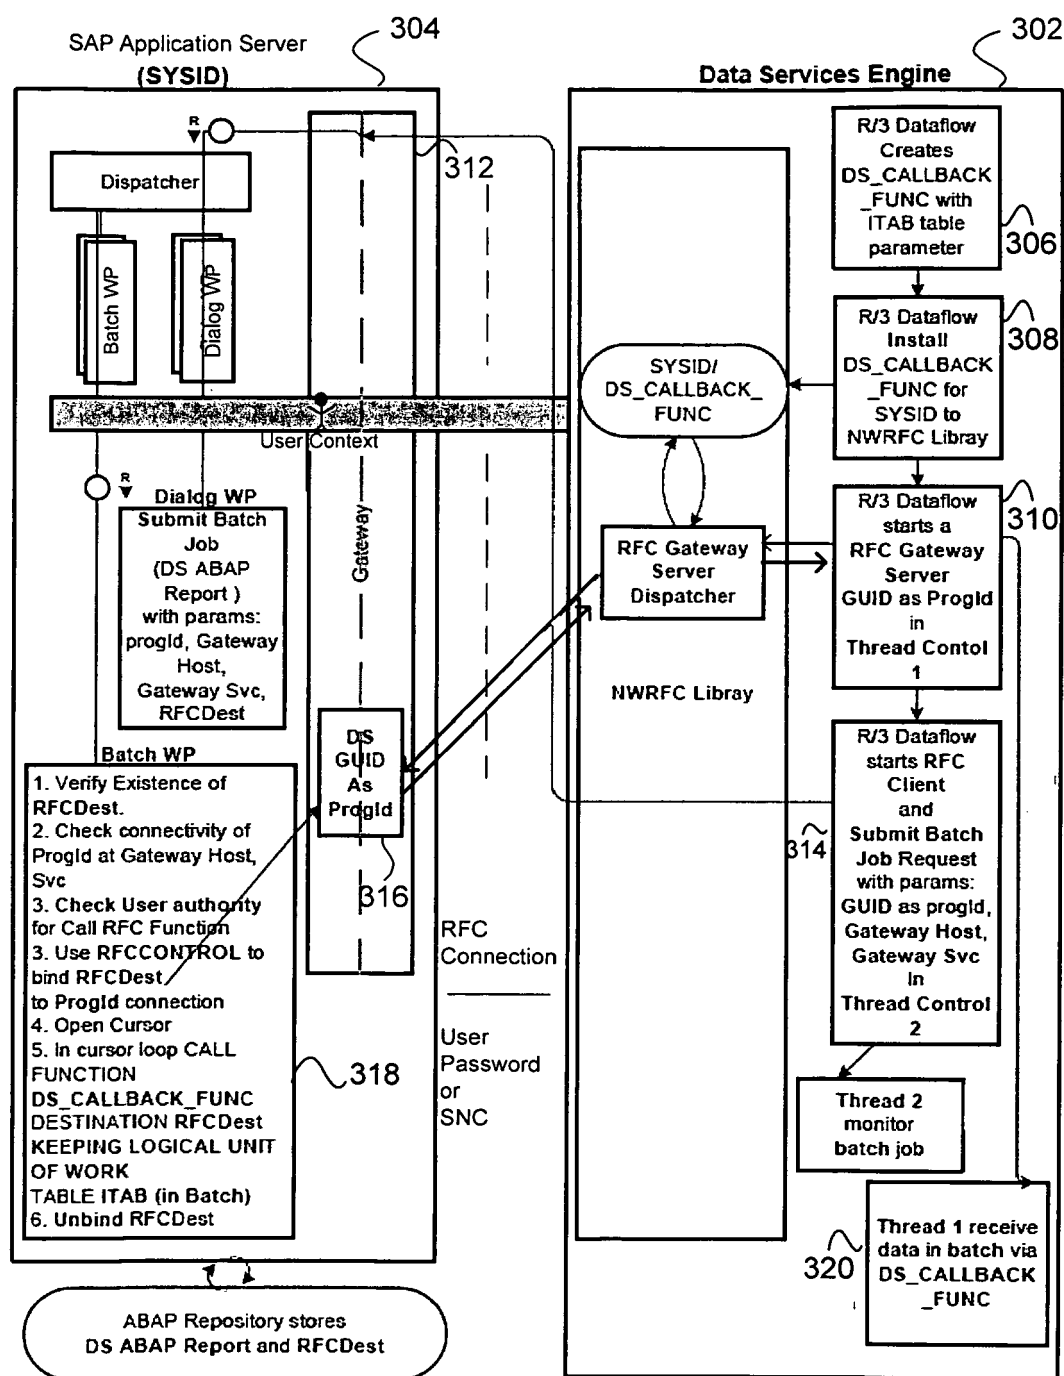 SAP Application Server
(SYSID)
304
R
Dispatcher
Batch WP
Dialog WP
312
User Context
R
Dialog WP
Submit Batch
Job
(DS ABAP
Report )
with params:
progId, Gateway
Host,
Gateway Svc,
RFCDest
Gateway
DS
GUID
As
ProgId
316
Batch WP
1. Verify Existence of
RFCDest.
2. Check connectivity of
ProgId at Gateway Host,
Svc
3. Check User authority
for Call RFC Function
3. Use RFCCONTROL to
bind RFCDest
to ProgId connection
4. Open Cursor
5. In cursor loop CALL
FUNCTION
DS_CALLBACK_FUNC
DESTINATION RFCDest
KEEPING LOGICAL UNIT
OF WORK
TABLE ITAB (in Batch)
6. Unbind RFCDest
318
ABAP Repository stores
DS ABAP Report and RFCDest
RFC
Connection
User
Password
or
SNC
302
Data Services Engine
R/3 Dataflow
Creates
DS_CALLBACK
_FUNC with
ITAB table
parameter
306
R/3 Dataflow
Install
DS_CALLBACK
_FUNC for
SYSID to
NWRFC Libray
308
SYSID/
DS_CALLBACK_
FUNC
RFC Gateway
Server
Dispatcher
NWRFC Libray
R/3 Dataflow
starts a
RFC Gateway
Server
GUID as ProgId
in
Thread Contol
1
310
R/3 Dataflow
starts RFC
Client
and
Submit Batch
Job Request
with params:
GUID as progId,
Gateway Host,
Gateway Svc
In
Thread Control
2
314
Thread 2
monitor
batch job
Thread 1 receive
data in batch via
DS_CALLBACK
_FUNC
320